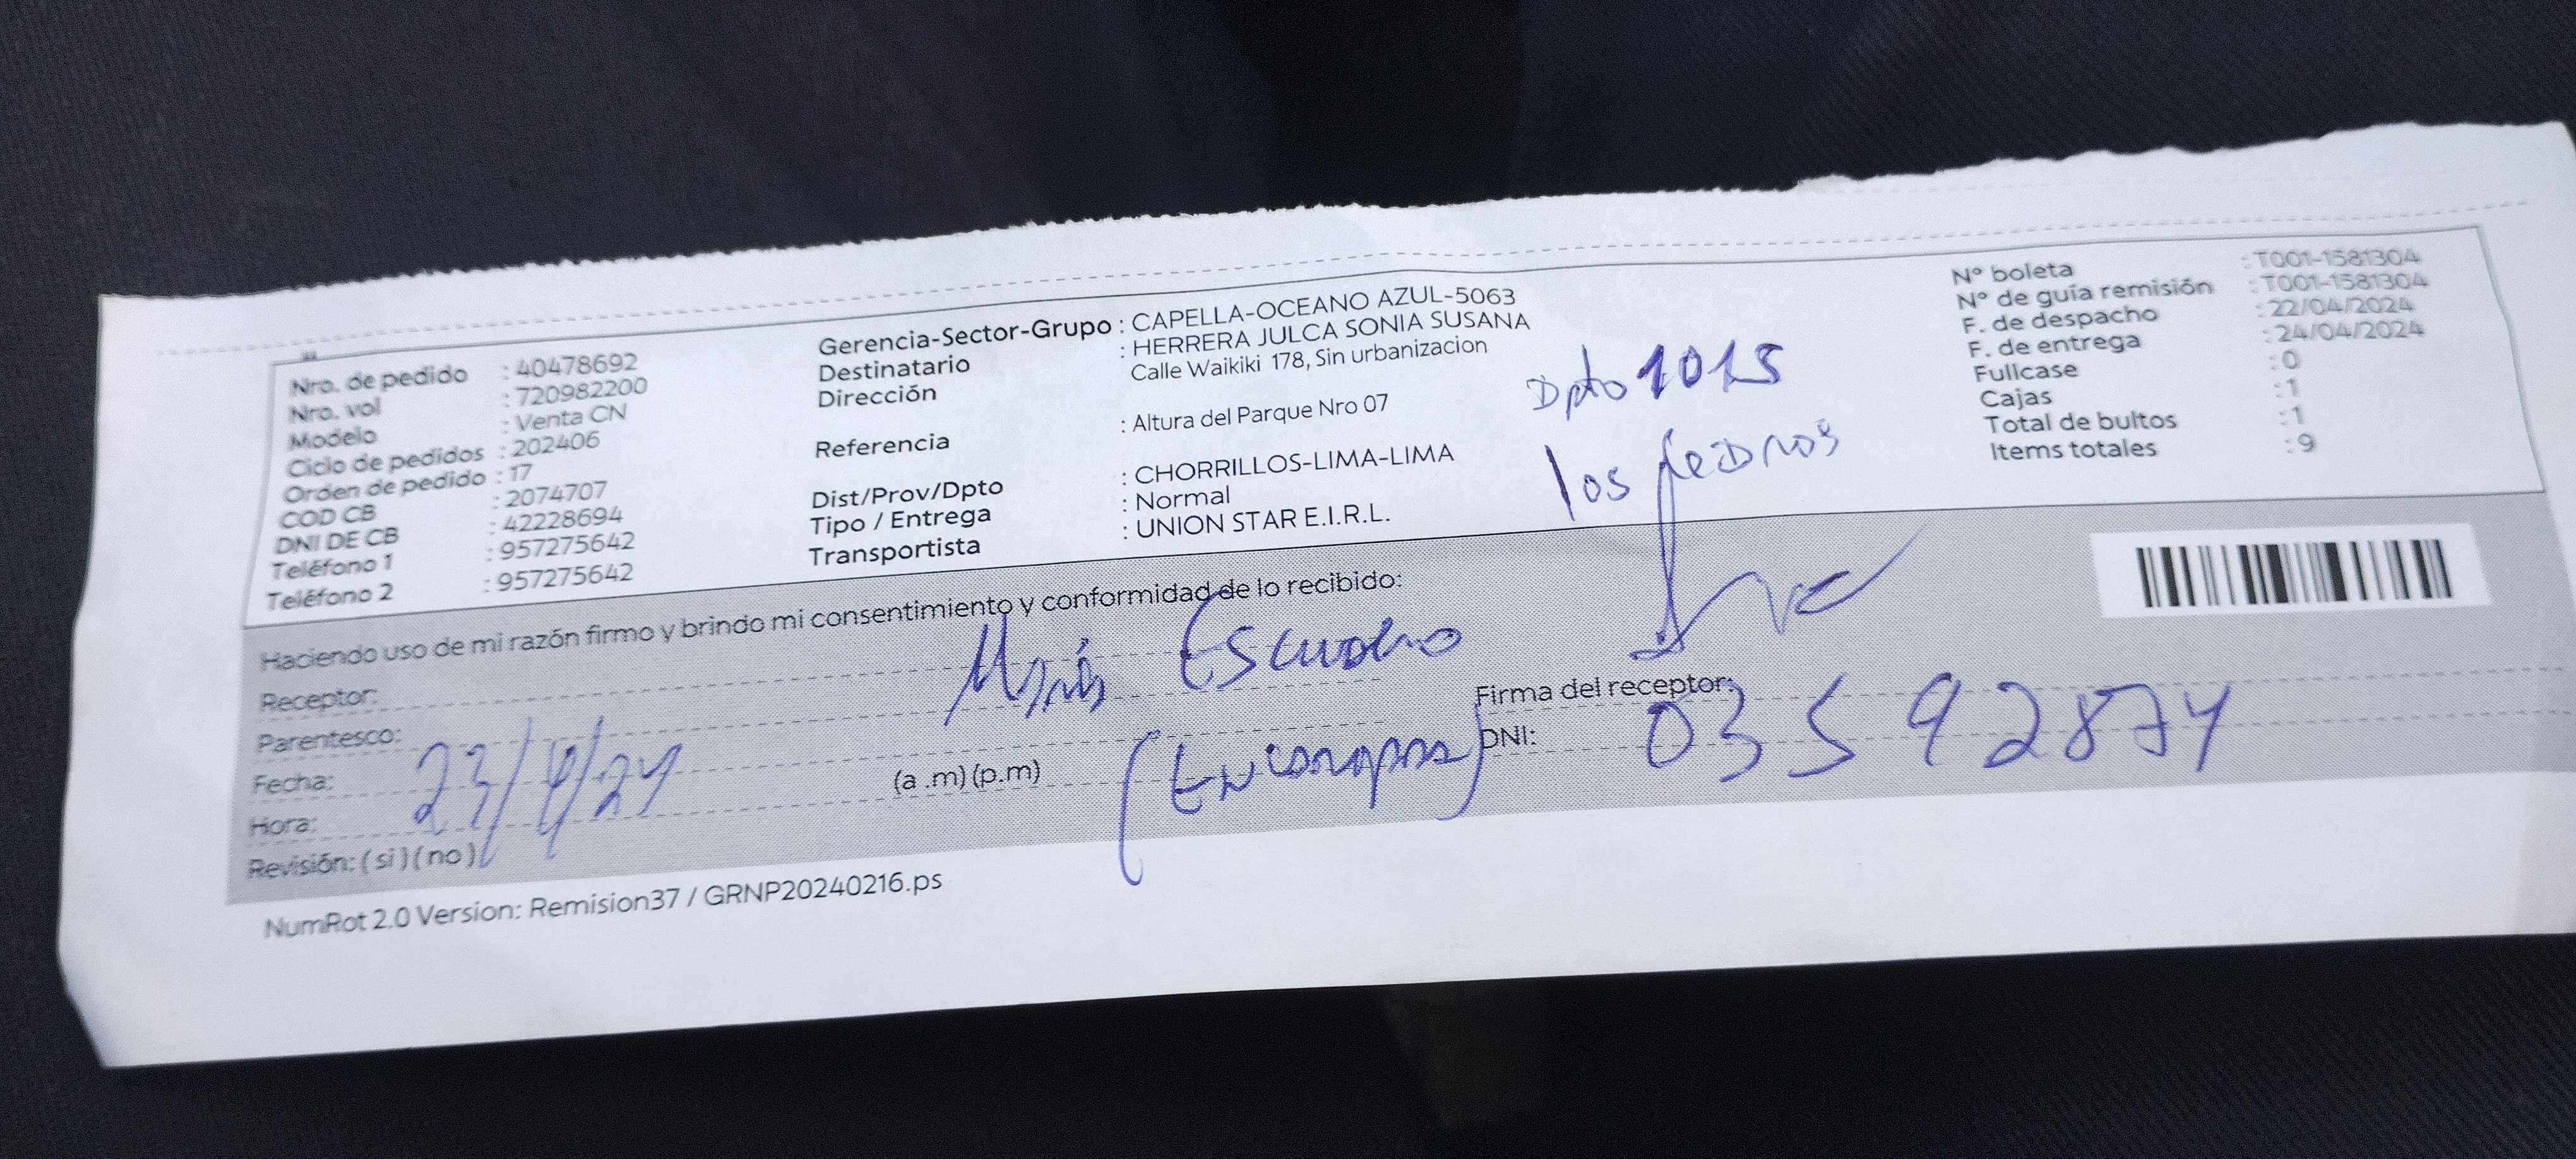 Nro. de pedido : 40478692
Nro. vol : 720982200
Modelo : Venta CN
Ciclo de pedidos : 202406
Orden de pedido : 17
COD CB : 2074707
DNI DE CB : 42228694
Teléfono 1 : 957275642
Teléfono 2 : 957275642
Gerencia-Sector-Grupo : CAPELLA-OCEANO AZUL-5063
Destinatario : HERRERA JULCA SONIA SUSANA
Dirección Calle Waikiki 178, Sin urbanizacion
Referencia : Altura del Parque Nro 07
Dist/Prov/Dpto : CHORRILLOS-LIMA-LIMA
Tipo / Entrega : Normal
Transportista : UNION STAR E.I.R.L.
Dpto 1015
los
N° boleta : T001-1581304
N° de guía remisión : T001-1581304
F. de despacho : 22/04/2024
F. de entrega : 24/04/2024
Fullcase : 0
Cajas : 1
Total de bultos : 1
Items totales : 9
Haciendo uso de mi razón firmo y brindo mi consentimiento y conformidad de lo recibido:
Receptor: Escudero
Parentesco:
Fecha: 23/4/24
Hora: (a .m) (p.m)
Revisión: ( si ) ( no )
Firma del receptor:
DNI: 03592874
NumRot 2.0 Version: Remision37 / GRNP20240216.ps